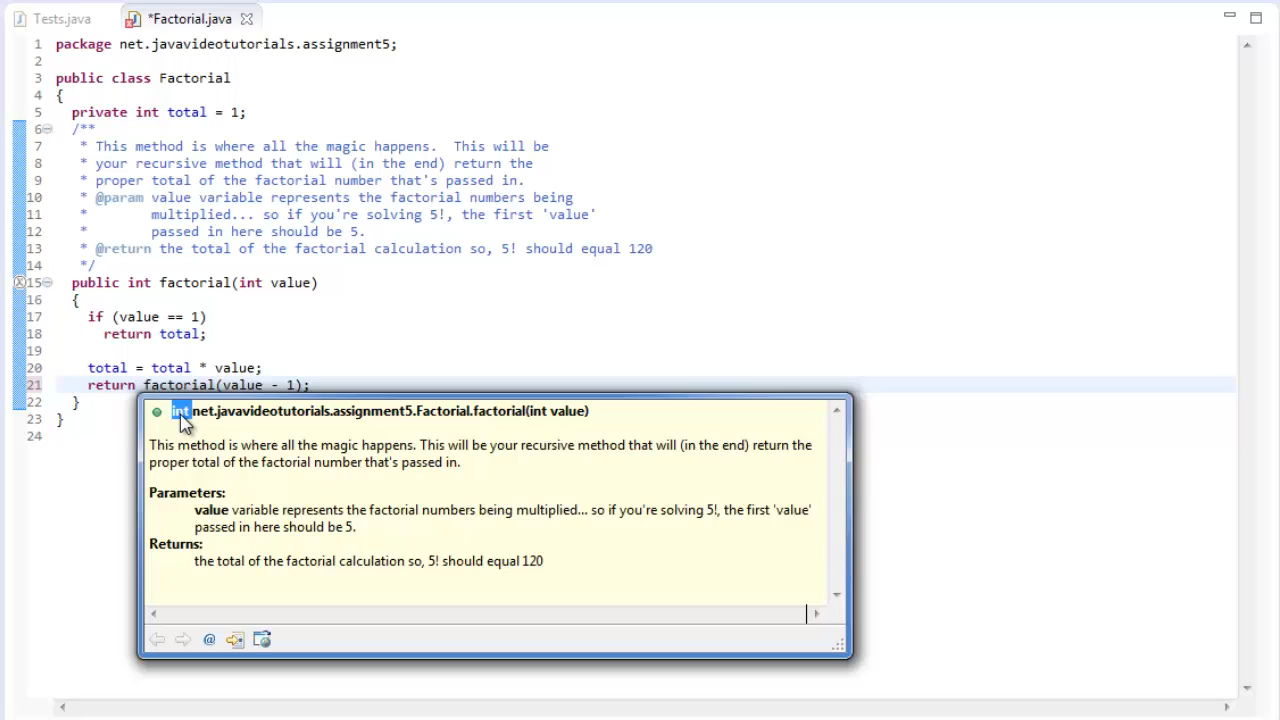 Tests.java
*Factorial.java
1 package net.javavideotutorials.assignment5;
2
3 public class Factorial
4 {
5 private int total = 1;
6 /**
7 * This method is where all the magic happens.  This will be
8 * your recursive method that will (in the end) return the
9 * proper total of the factorial number that's passed in.
10 * @param value variable represents the factorial numbers being
11 * multiplied... so if you're solving 5!, the first 'value'
12 * passed in here should be 5.
13 * @return the total of the factorial calculation so, 5! should equal 120
14 */
15 public int factorial(int value)
16 {
17 if (value == 1)
18 return total;
19
20 total = total * value;
21 return factorial(value - 1);
22 }
23 }
24
int net.javavideotutorials.assignment5.Factorial.factorial(int value)
This method is where all the magic happens. This will be your recursive method that will (in the end) return the
proper total of the factorial number that's passed in.
Parameters:
value variable represents the factorial numbers being multiplied... so if you're solving 5!, the first 'value'
passed in here should be 5.
Returns:
the total of the factorial calculation so, 5! should equal 120